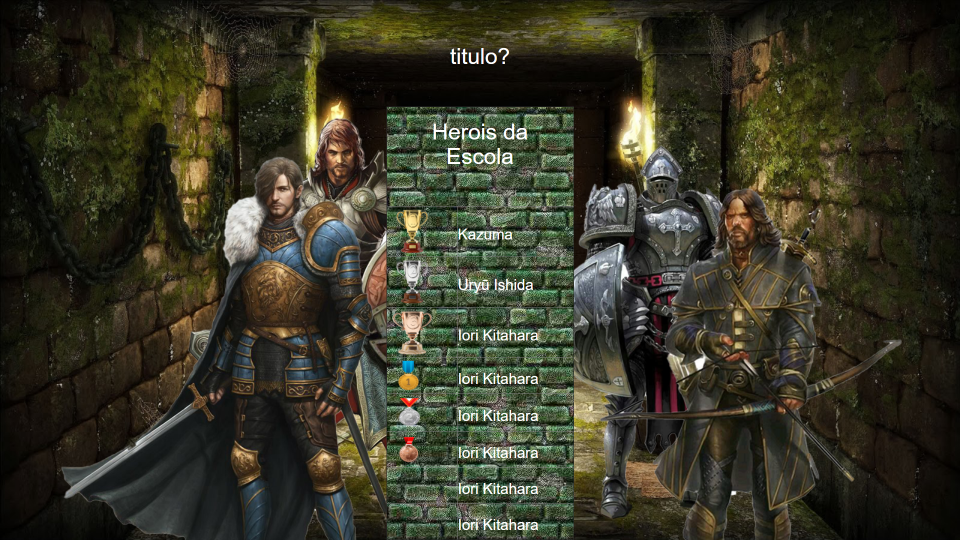 titulo?
Herois da
Escola
Kazuma
Uryū Ishida
Iori Kitahara
Iori Kitahara
1
Iori Kitahara
Iori Kitahara
Iori Kitahara
Iori Kitahara